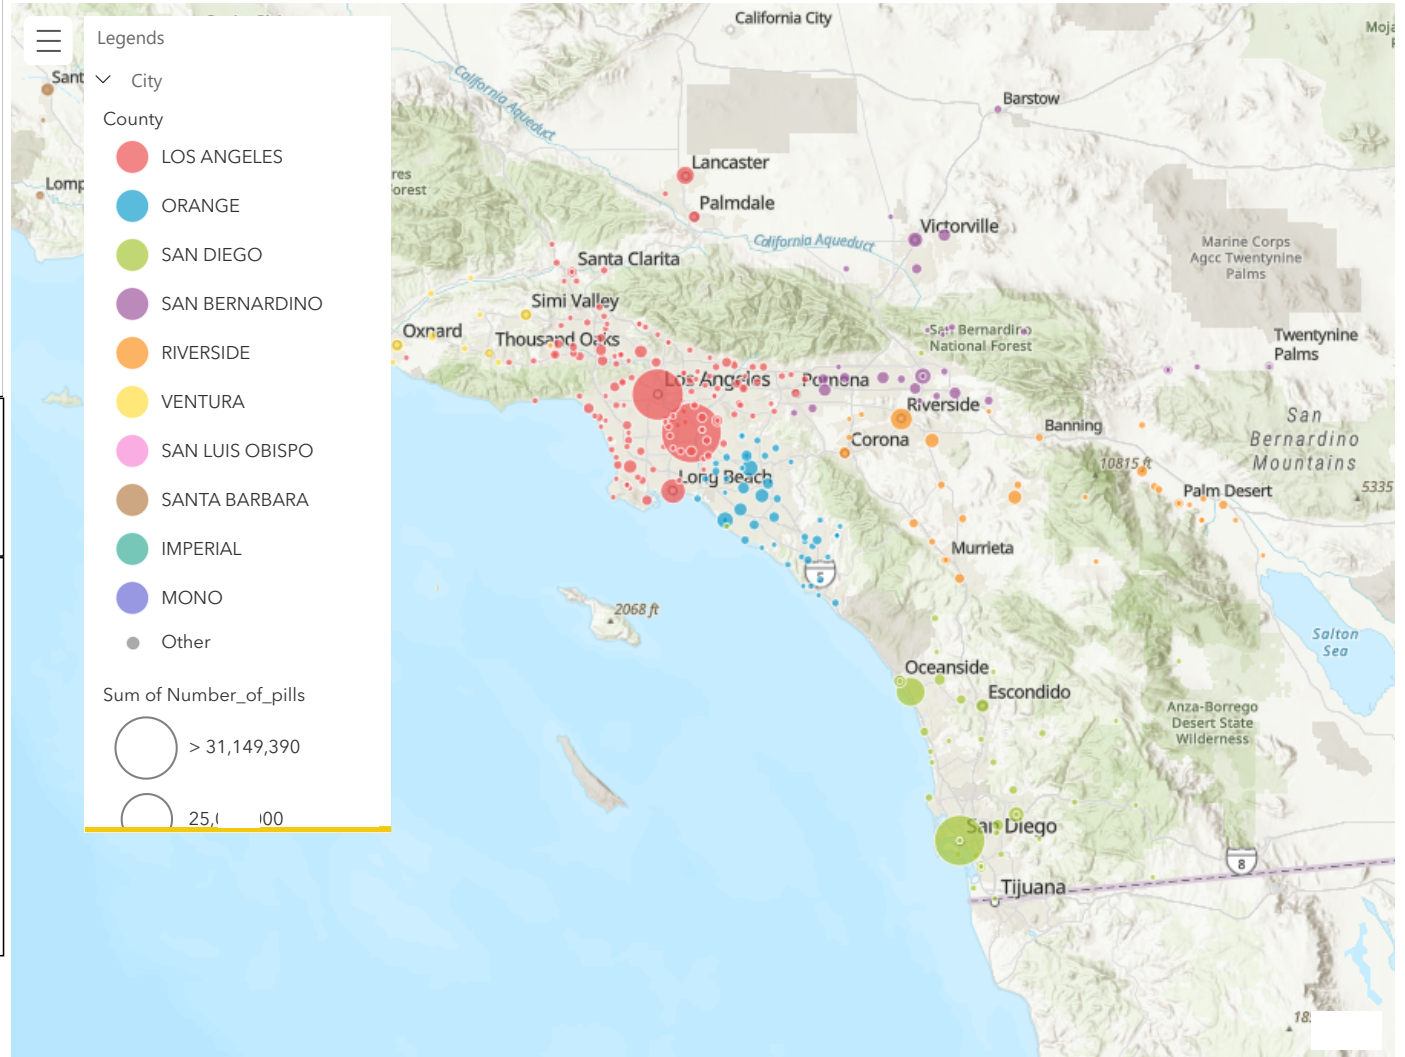 Legends
City
County
LOS ANGELES
ORANGE
SAN DIEGO
SAN BERNARDINO
RIVERSIDE
VENTURA
SAN LUIS OBISPO
SANTA BARBARA
IMPERIAL
MONO
Other
Sum of Number_of_pills
> 31,149,390
Sant
Lomp
California City
California Aqueduct
Barstow
Lancaster
Palmdale
Victorville
California Aqueduct
Santa Clarita
Marine Corps
Agcc Twentynine
Palms
Simi Valley
Oxnard
Thousand Oaks
San Bernardino
National Forest
Twentynine
Palms
Los Angeles
Pomona
Riverside
Corona
Banning
San
Bernardino
Mountains
10815 ft
Long Beach
Palm Desert
5335
Murrieta
5
2068 ft
Salton
Sea
Oceanside
Escondido
Anza-Borrego
Desert State
Wilderness
San Diego
8
Tijuana